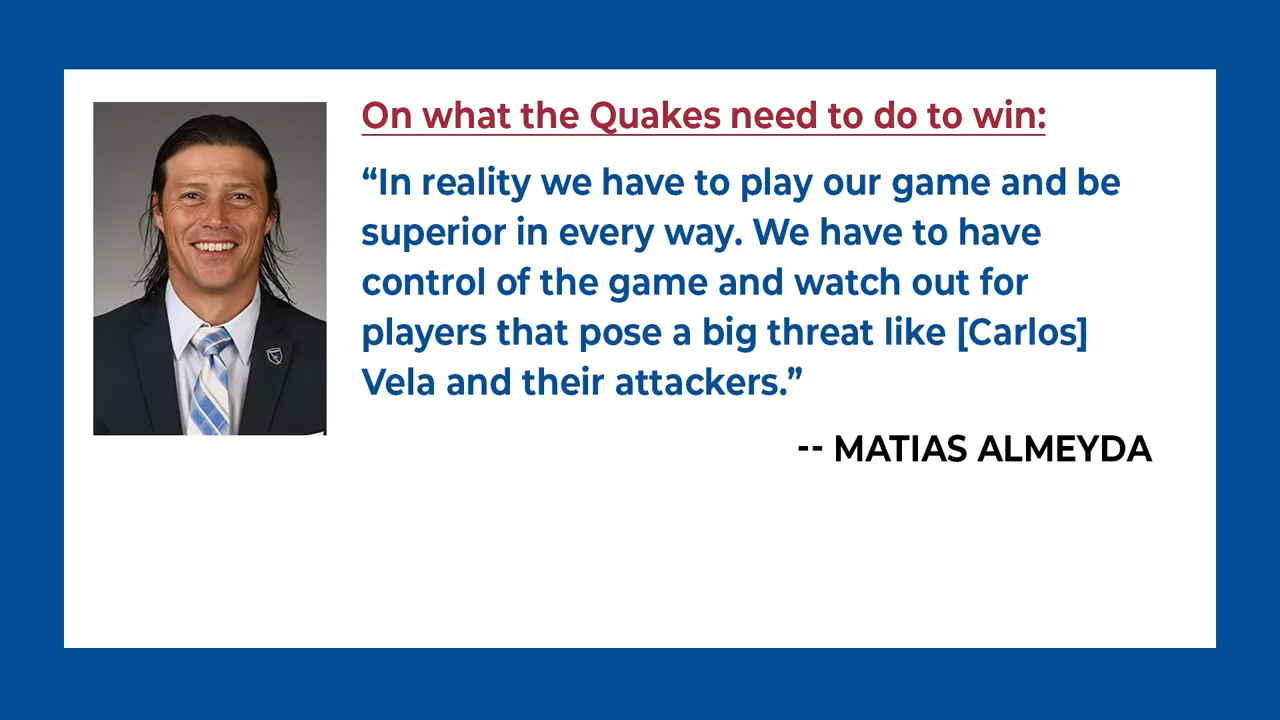 On what the Quakes need to do to win:
“In reality we have to play our game and be
superior in every way. We have to have
control of the game and watch out for
players that pose a big threat like [Carlos]
Vela and their attackers.”
-- MATIAS ALMEYDA